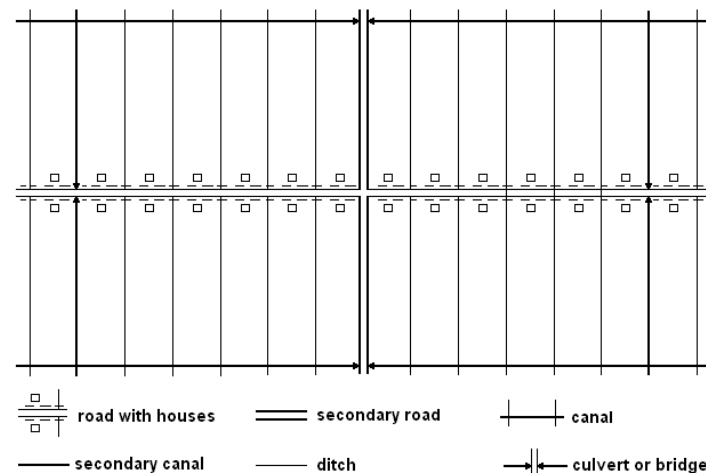 road with houses
secondary road
canal
secondary canal
ditch
culvert or bridge